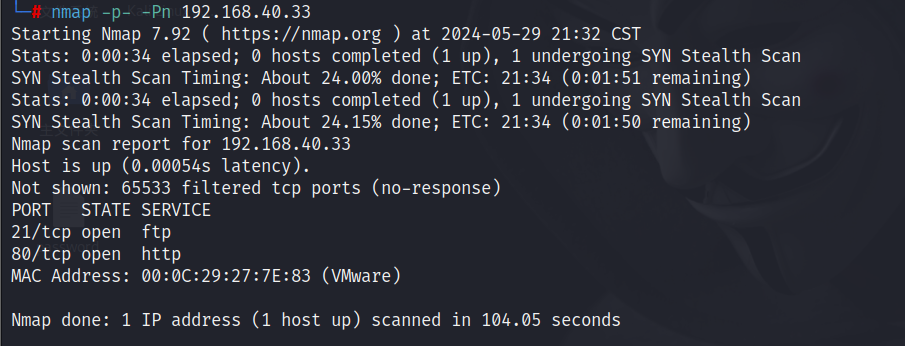 └─# nmap -p- -Pn 192.168.40.33
Starting Nmap 7.92 ( https://nmap.org ) at 2024-05-29 21:32 CST
Stats: 0:00:34 elapsed; 0 hosts completed (1 up), 1 undergoing SYN Stealth Scan
SYN Stealth Scan Timing: About 24.00% done; ETC: 21:34 (0:01:51 remaining)
Stats: 0:00:34 elapsed; 0 hosts completed (1 up), 1 undergoing SYN Stealth Scan
SYN Stealth Scan Timing: About 24.15% done; ETC: 21:34 (0:01:50 remaining)
Nmap scan report for 192.168.40.33
Host is up (0.00054s latency).
Not shown: 65533 filtered tcp ports (no-response)
PORT   STATE SERVICE
21/tcp open  ftp
80/tcp open  http
MAC Address: 00:0C:29:27:7E:83 (VMware)
Nmap done: 1 IP address (1 host up) scanned in 104.05 seconds